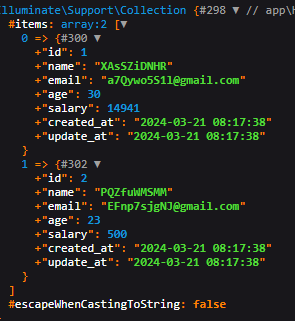 Illuminate\Support\Collection {#298 ▼ // app\H
#items: array:2 [▼
0 => {#300 ▼
+"id": 1
+"name": "XAsSZiDNHR"
+"email": "a7Qywo5S1l@gmail.com"
+"age": 30
+"salary": 14941
+"created_at": "2024-03-21 08:17:38"
+"update_at": "2024-03-21 08:17:38"
}
1 => {#302 ▼
+"id": 2
+"name": "PQZfuWMSMM"
+"email": "EFnp7sjgNJ@gmail.com"
+"age": 23
+"salary": 500
+"created_at": "2024-03-21 08:17:38"
+"update_at": "2024-03-21 08:17:38"
}
]
#escapeWhenCastingToString: false